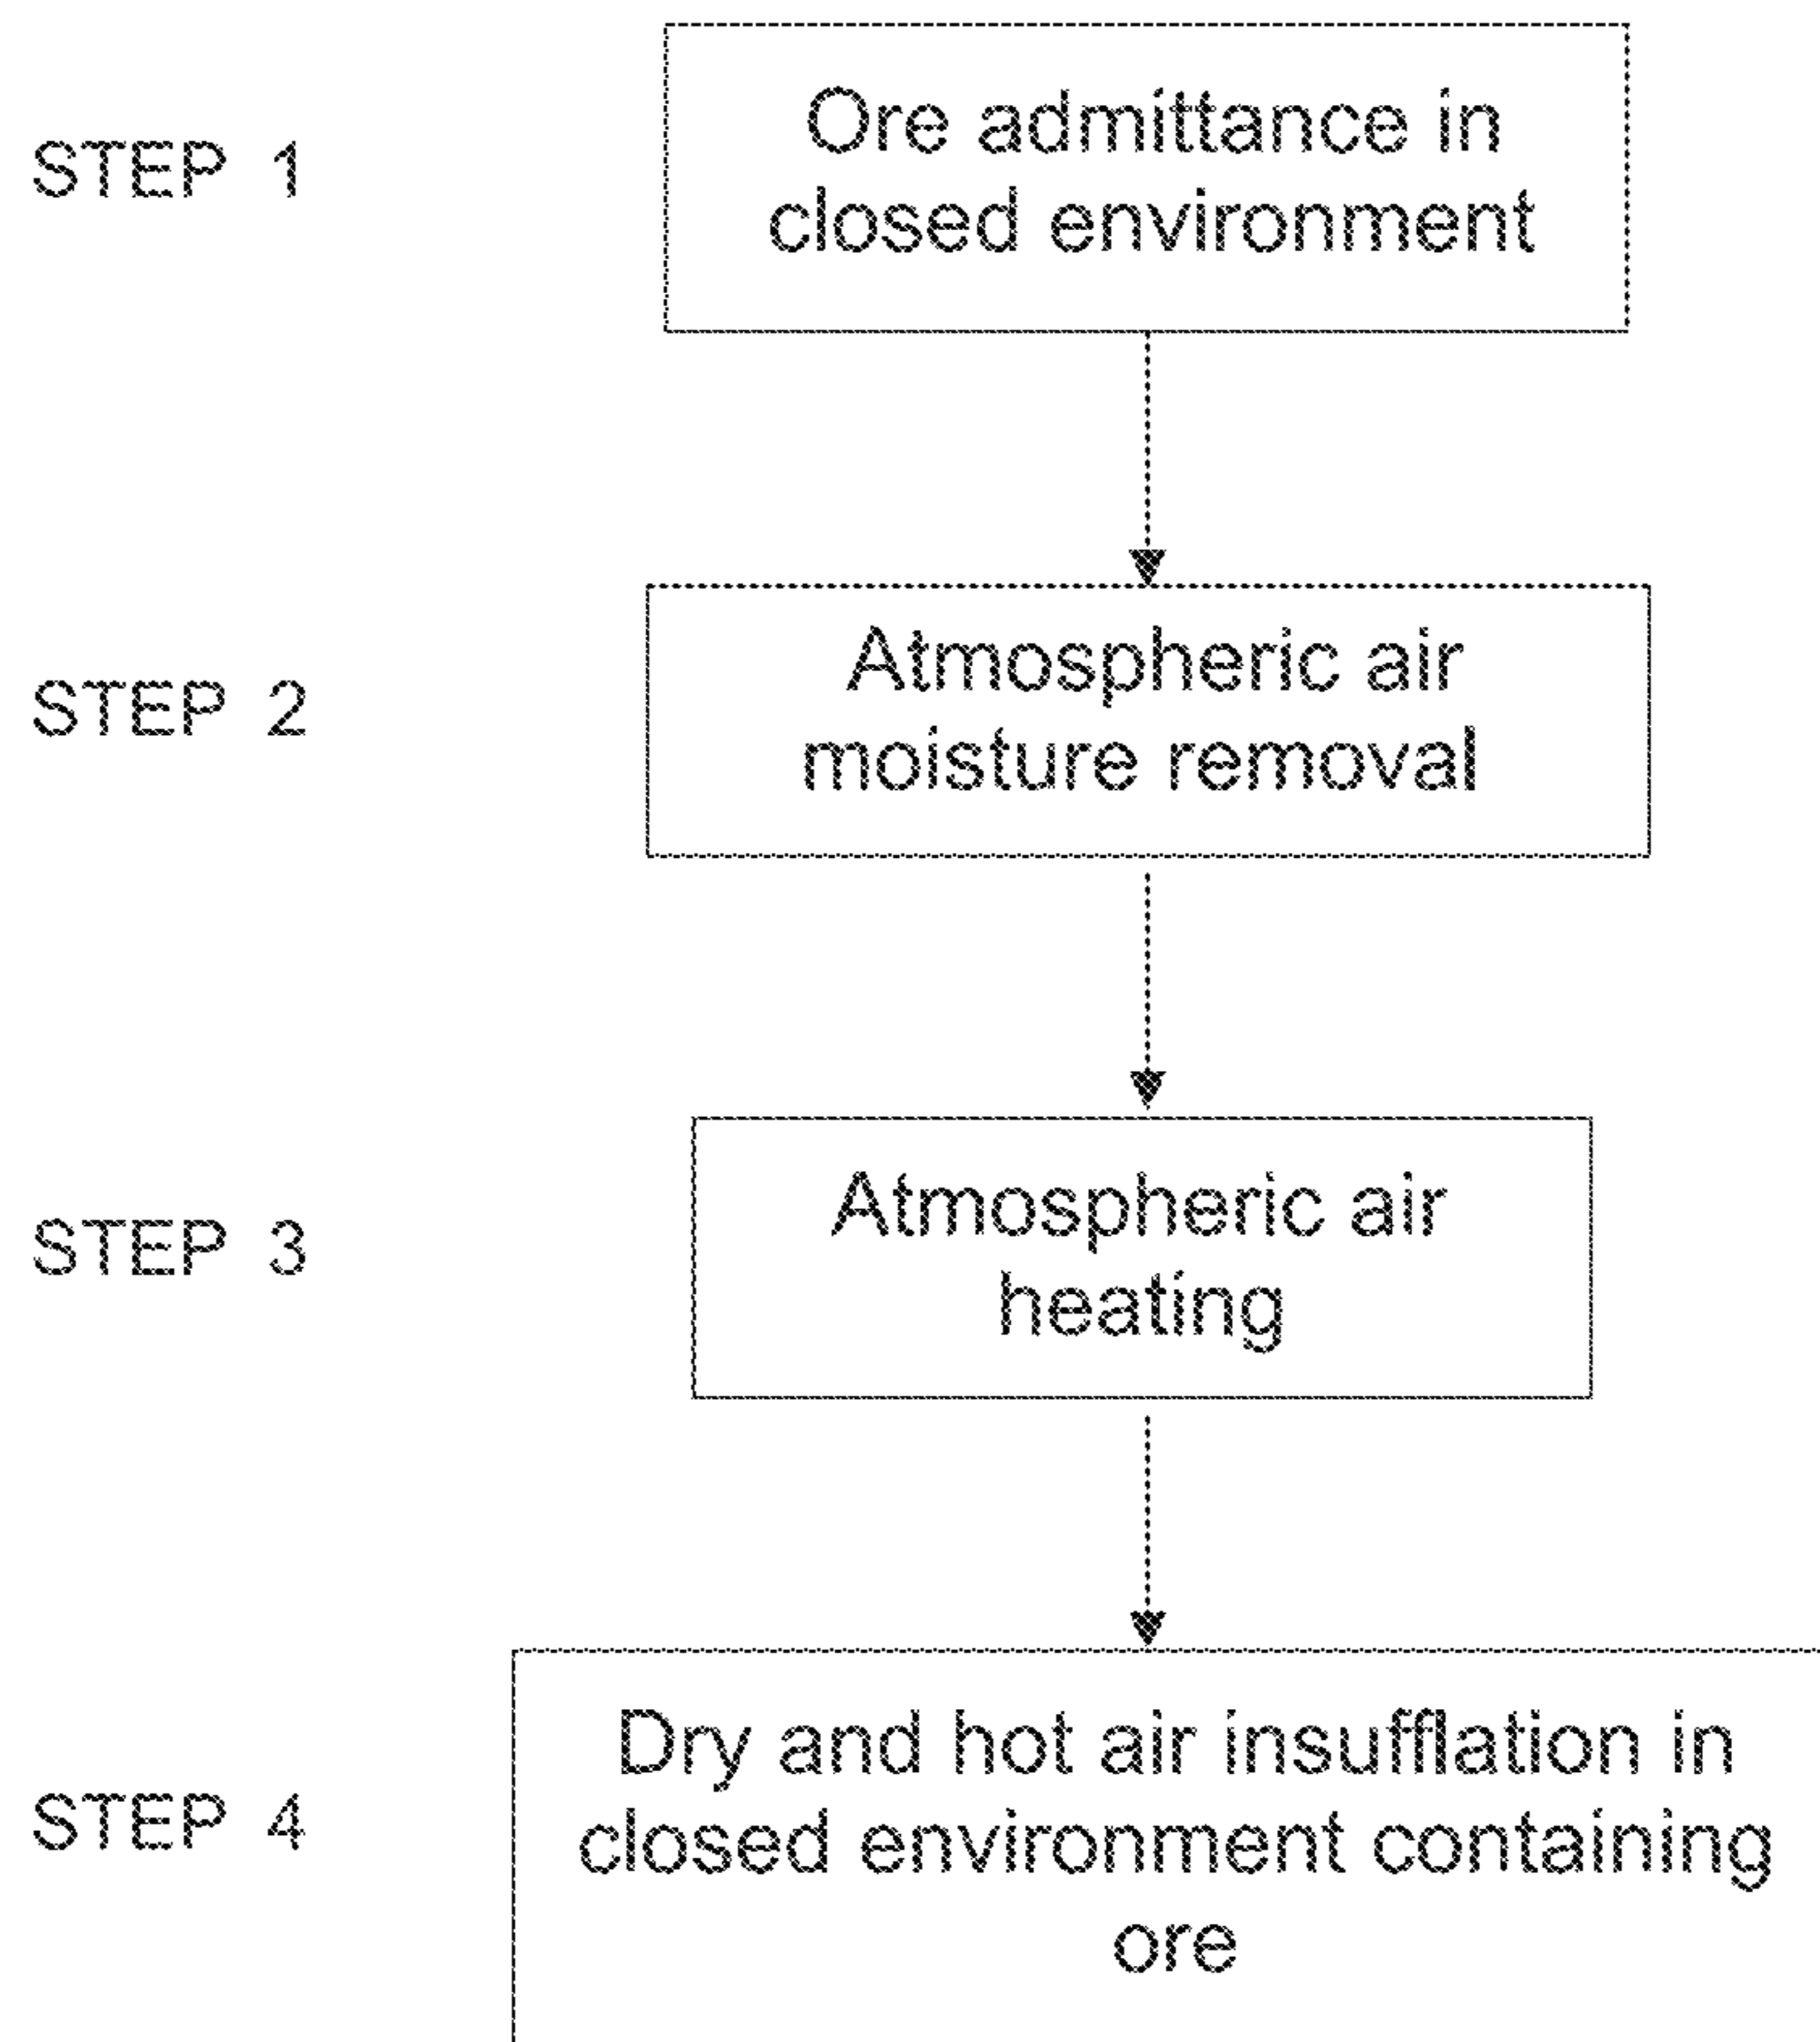 STEP 1
Ore admittance in
closed environment
STEP 2
Atmospheric air
moisture removal
STEP 3
Atmospheric air
heating
STEP 4
Dry and hot air insufflation in
closed environment containing
ore